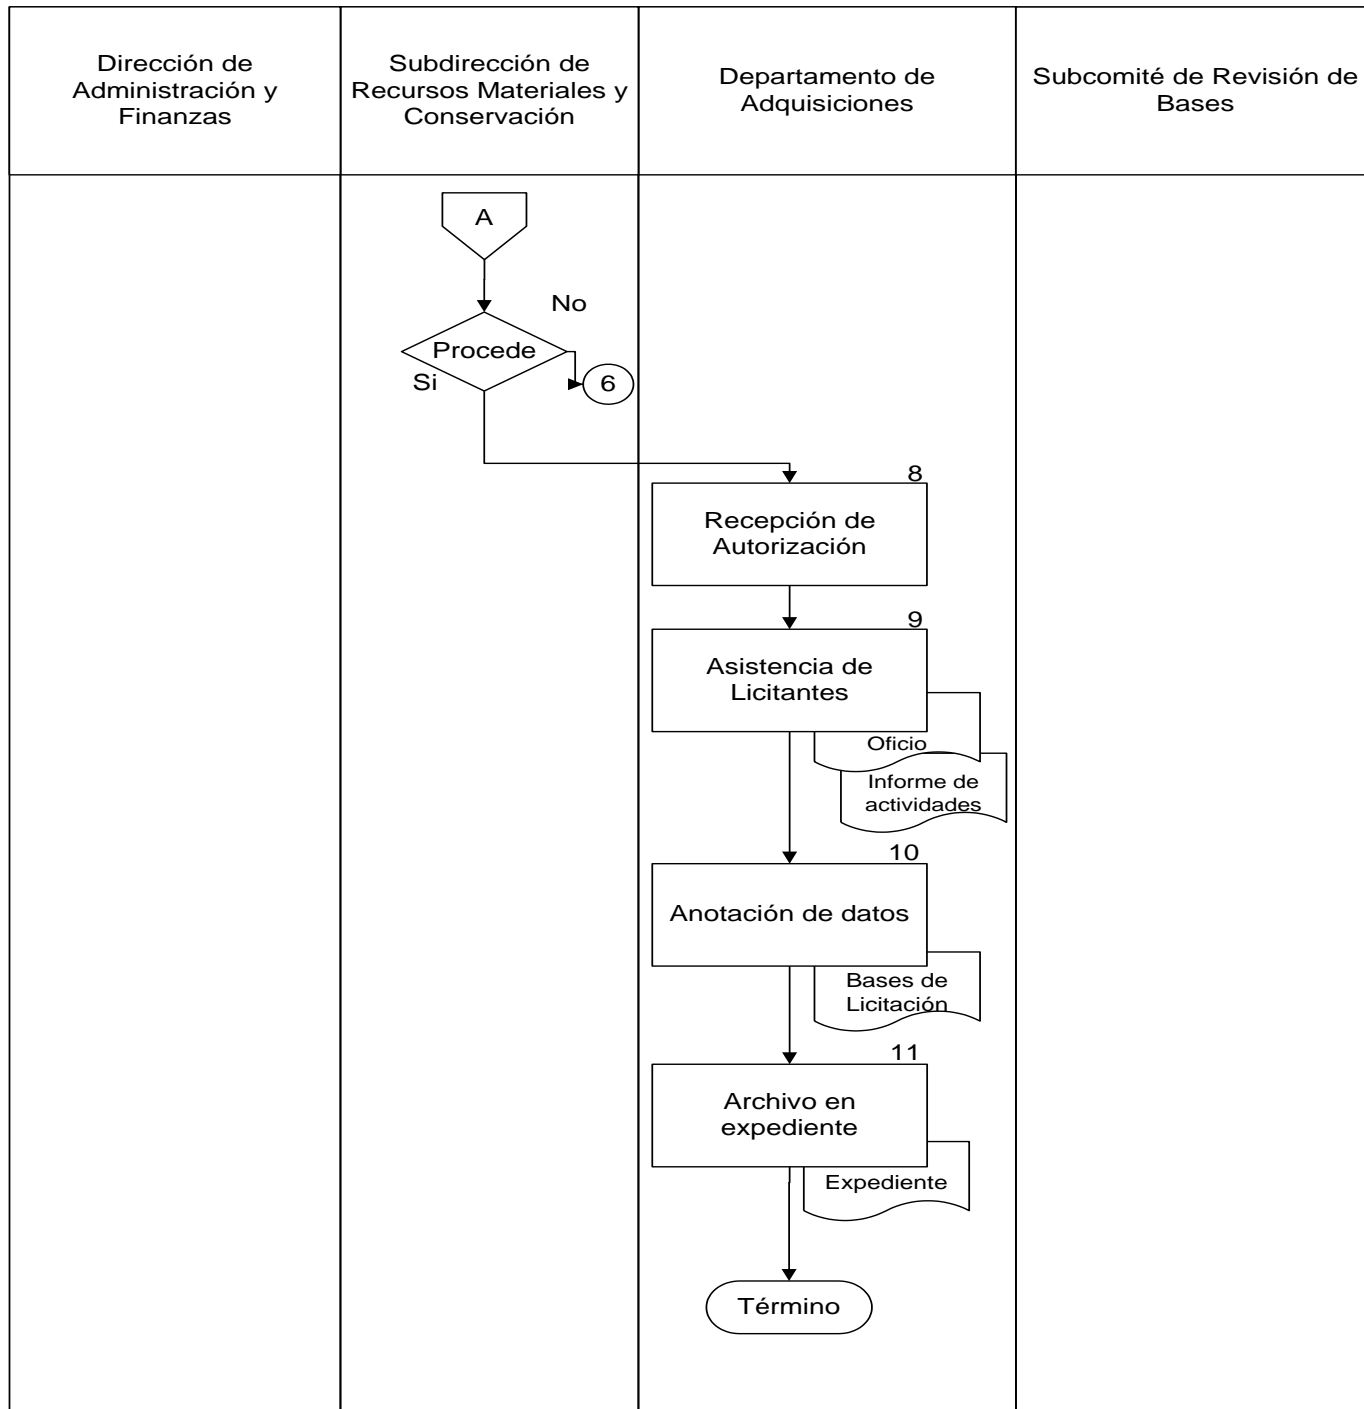 Dirección de
Administración y
Finanzas
Subdirección de
Recursos Materiales y
Conservación
Departamento de
Adquisiciones
Subcomité de Revisión de
Bases
A
No
Procede
Si
6
8
Recepción de
Autorización
9
Asistencia de
Licitantes
Oficio
Informe de
actividades
10
Anotación de datos
Bases de
Licitación
11
Archivo en
expediente
Expediente
Término